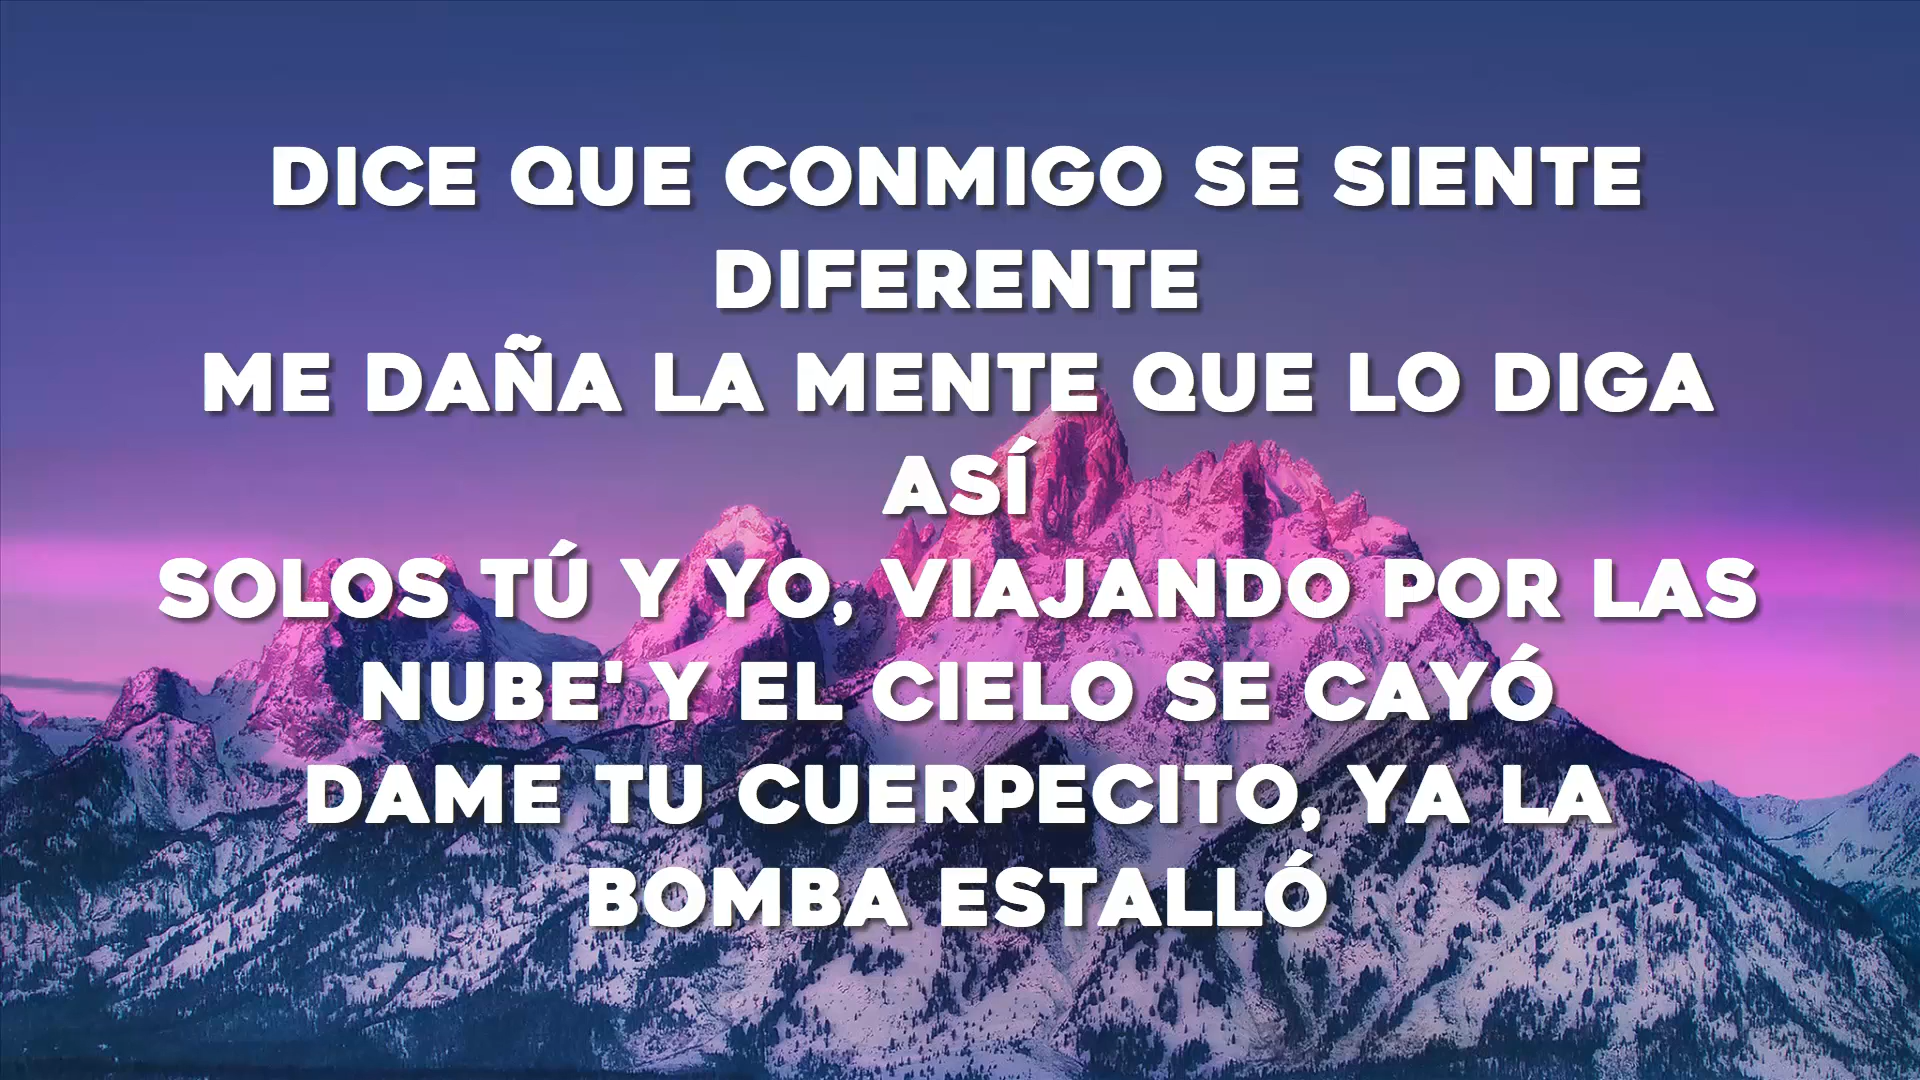 DICE QUE CONMIGO SE SIENTE
DIFERENTE
ME DAÑA LA MENTE QUE LO DIGA
ASÍ
SOLOS TÚ Y YO, VIAJANDO POR LAS
NUBE' Y EL CIELO SE CAYÓ
DAME TU CUERPECITO, YA LA
BOMBA ESTALLÓ